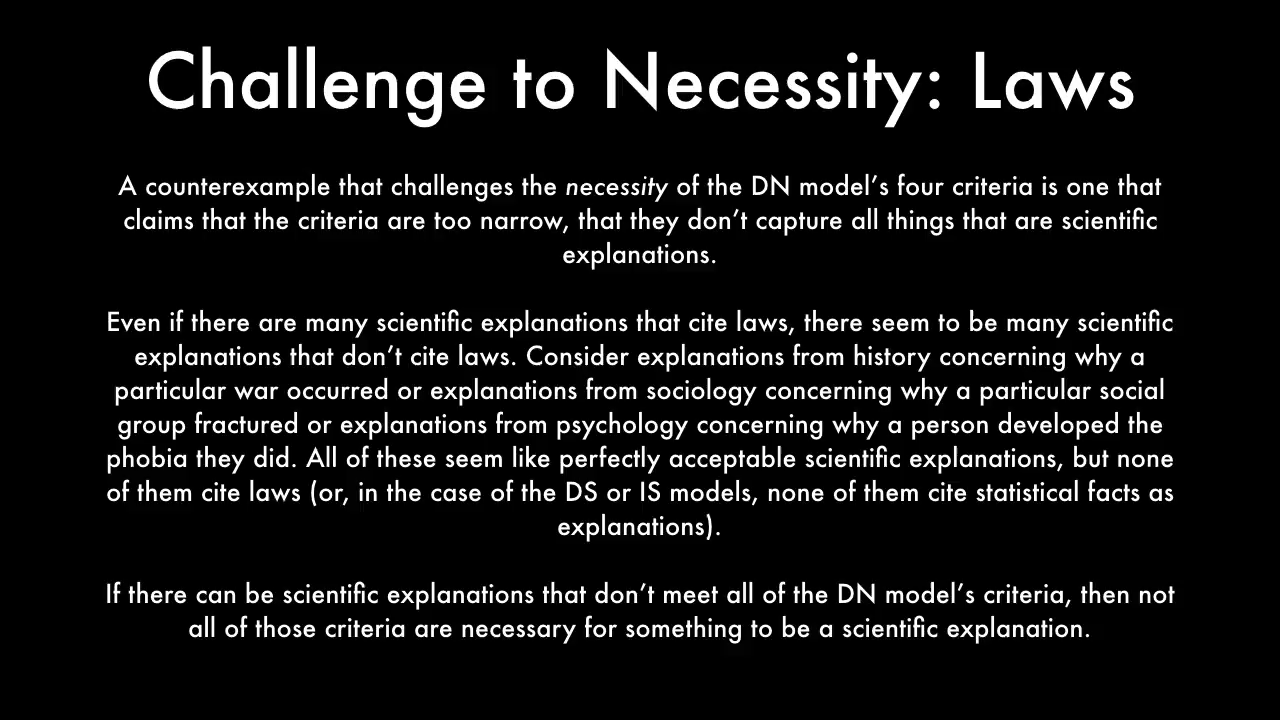 Challenge to Necessity: Laws
A counterexample that challenges the necessity of the DN model’s four criteria is one that
claims that the criteria are too narrow, that they don’t capture all things that are scientific
explanations.
Even if there are many scientific explanations that cite laws, there seem to be many scientific
explanations that don’t cite laws. Consider explanations from history concerning why a
particular war occurred or explanations from sociology concerning why a particular social
group fractured or explanations from psychology concerning why a person developed the
phobia they did. All of these seem like perfectly acceptable scientific explanations, but none
of them cite laws (or, in the case of the DS or IS models, none of them cite statistical facts as
explanations).
If there can be scientific explanations that don’t meet all of the DN model’s criteria, then not
all of those criteria are necessary for something to be a scientific explanation.